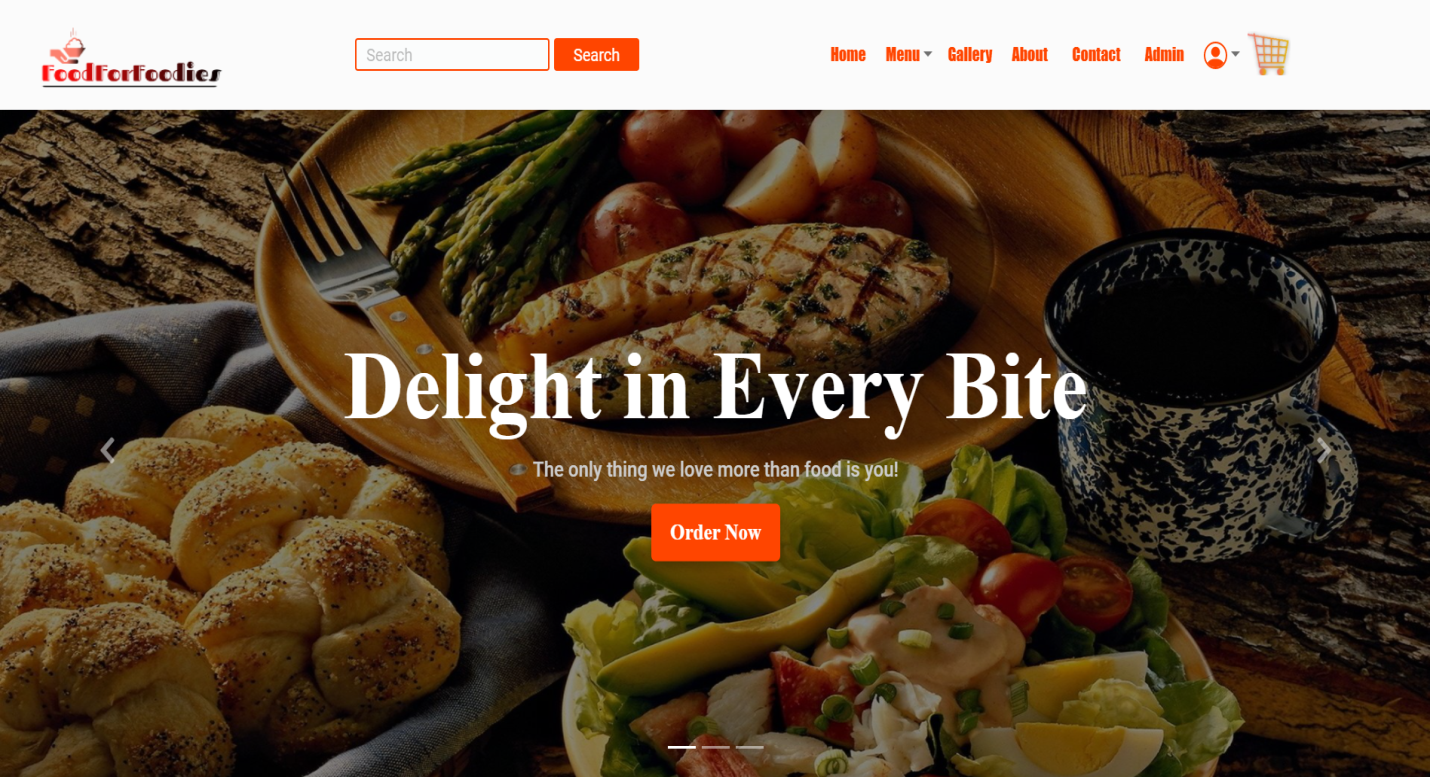 FoodForFoodies
Search
Search
Home Menu Gallery About Contact Admin
Delight in Every Bite
The only thing we love more than food is you!
Order Now